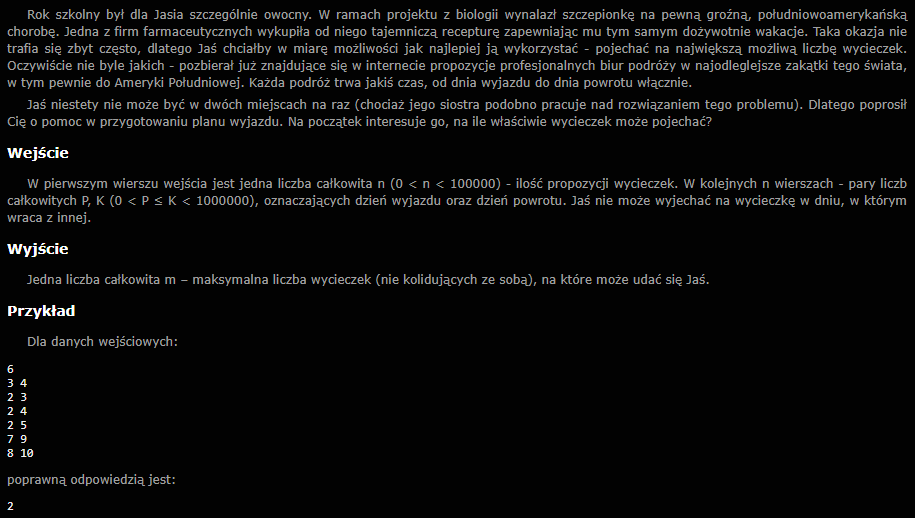 Rok szkolny był dla Jasia szczególnie owocny. W ramach projektu z biologii wynalazł szczepionkę na pewną groźną, południowoamerykańską
chorobę. Jedna z firm farmaceutycznych wykupiła od niego tajemniczą recepturę zapewniając mu tym samym dożywotnie wakacje. Taka okazja nie
trafia się zbyt często, dlatego Jaś chciałby w miarę możliwości jak najlepiej ją wykorzystać - pojechać na największą możliwą liczbę wycieczek.
Oczywiście nie byle jakich - pozbierał już znajdujące się w internecie propozycje profesjonalnych biur podróży w najodleglejsze zakątki tego świata,
w tym pewnie do Ameryki Południowej. Każda podróż trwa jakiś czas, od dnia wyjazdu do dnia powrotu włącznie.
Jaś niestety nie może być w dwóch miejscach na raz (chociaż jego siostra podobno pracuje nad rozwiązaniem tego problemu). Dlatego poprosił
Cię o pomoc w przygotowaniu planu wyjazdu. Na początek interesuje go, na ile właściwie wycieczek może pojechać?
Wejście
W pierwszym wierszu wejścia jest jedna liczba całkowita n (0 < n < 100000) - ilość propozycji wycieczek. W kolejnych n wierszach - pary liczb
całkowitych P, K (0 < P ≤ K < 1000000), oznaczających dzień wyjazdu oraz dzień powrotu. Jaś nie może wyjechać na wycieczkę w dniu, w którym
wraca z innej.
Wyjście
Jedna liczba całkowita m – maksymalna liczba wycieczek (nie kolidujących ze sobą), na które może udać się Jaś.
Przykład
Dla danych wejściowych:
6
3 4
2 3
2 4
2 5
7 9
8 10
poprawną odpowiedzią jest:
2